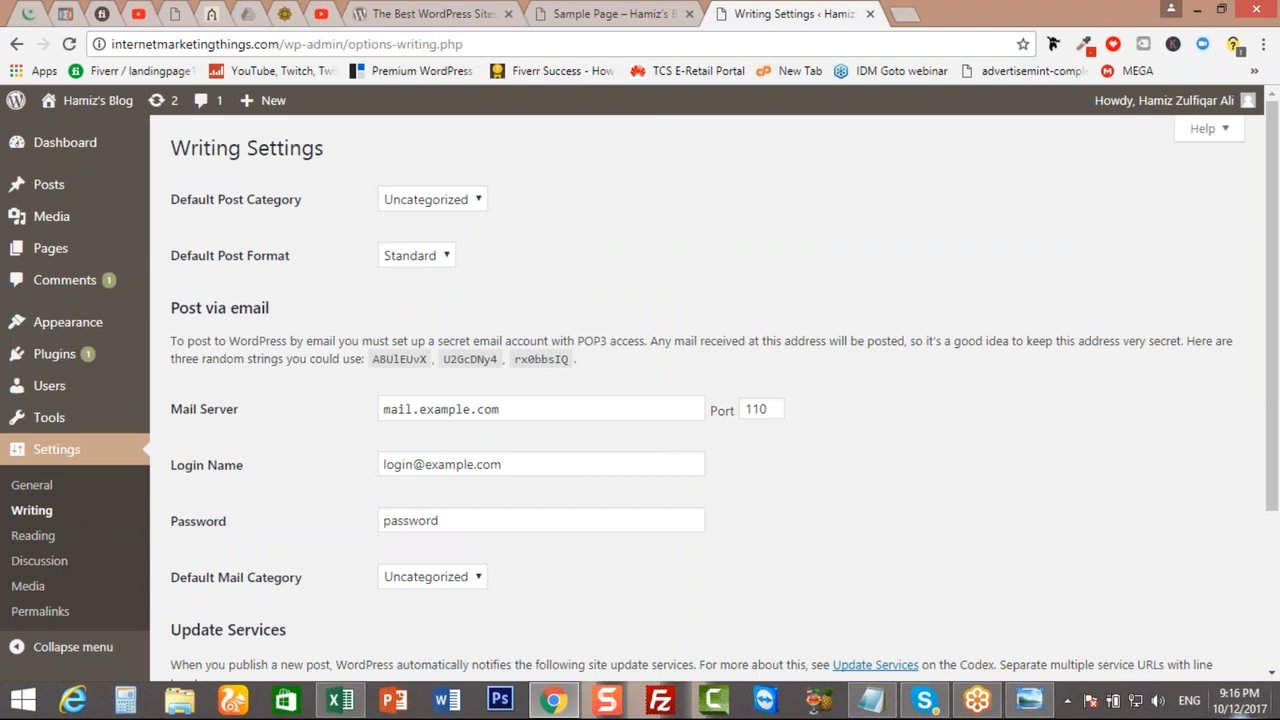 The Best WordPress Sites
Sample Page – Hamiz's B
Writing Settings ‹ Hamiz'
internetmarketingthings.com/wp-admin/options-writing.php
Apps
Fiverr / landingpage
YouTube, Twitch, Twi
Premium WordPress
Fiverr Success - How
TCS E-Retail Portal
New Tab
IDM Goto webinar
advertisemint-comple
MEGA
»
Hamiz's Blog
2
1
New
Howdy, Hamiz Zulfiqar Ali
Help
Dashboard
Posts
Media
Pages
Comments 1
Appearance
Plugins 1
Users
Tools
Settings
General
Writing
Reading
Discussion
Media
Permalinks
Collapse menu
Writing Settings
Default Post Category
Uncategorized
Default Post Format
Standard
Post via email
To post to WordPress by email you must set up a secret email account with POP3 access. Any mail received at this address will be posted, so it's a good idea to keep this address very secret. Here are
three random strings you could use: A8UlEUvX , U2GcDNy4 , rx0bbsIQ .
Mail Server
mail.example.com
Port 110
Login Name
login@example.com
Password
password
Default Mail Category
Uncategorized
Update Services
When you publish a new post, WordPress automatically notifies the following site update services. For more about this, see Update Services on the Codex. Separate multiple service URLs with line
ENG
9:16 PM
10/12/2017